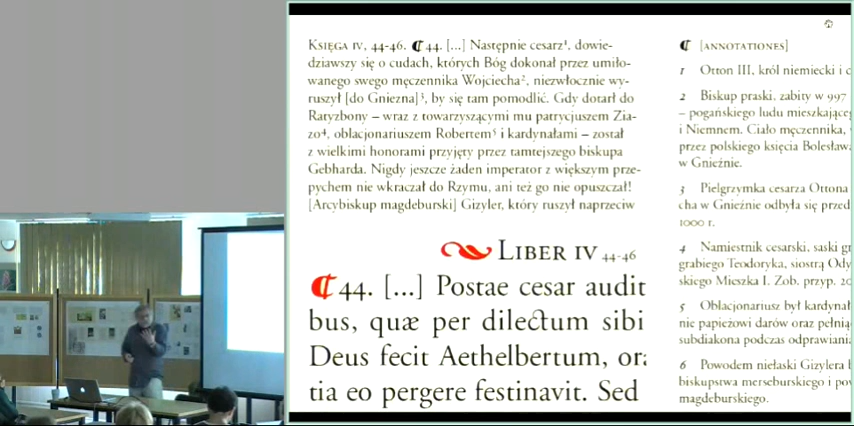 Księga IV, 44-46. ¶ 44. [...] Następnie cesarz¹, dowie-
dziawszy się o cudach, których Bóg dokonał przez umiło-
wanego swego męczennika Wojciecha², niezwłocznie wy-
ruszył [do Gniezna]³, by się tam pomodlić. Gdy dotarł do
Ratyzbony – wraz z towarzyszącymi mu patrycjuszem Zia-
zo⁴, oblacjonariuszem Robertem⁵ i kardynałami – został
z wielkimi honorami przyjęty przez tamtejszego biskupa
Gebharda. Nigdy jeszcze żaden imperator z większym prze-
pychem nie wkraczał do Rzymu, ani też go nie opuszczał!
[Arcybiskup magdeburski] Gizyler, który ruszył naprzeciw
Liber IV 44-46
¶ 44. [...] Postae cesar audit
bus, quæ per dilectum sibi
Deus fecit Aethelbertum, ora
tia eo pergere festinavit. Sed
¶ [annotationes]
1 Otton III, król niemiecki i c
2 Biskup praski, zabity w 997
– pogańskiego ludu mieszkające
i Niemnem. Ciało męczennika,
przez polskiego księcia Bolesława
w Gnieźnie.
3 Pielgrzymka cesarza Ottona
cha w Gnieźnie odbyła się przed
1000 r.
4 Namiestnik cesarski, saski gr
grabiego Teodoryka, siostrą Ody
skiego Mieszka I. Zob. przyp. 20
5 Oblacjonariusz był kardynał
nie papieżowi darów oraz pełnią
subdiakona podczas odprawiani
6 Powodem niełaski Gizylera b
biskupstwa merseburskiego i pow
magdeburskiego.